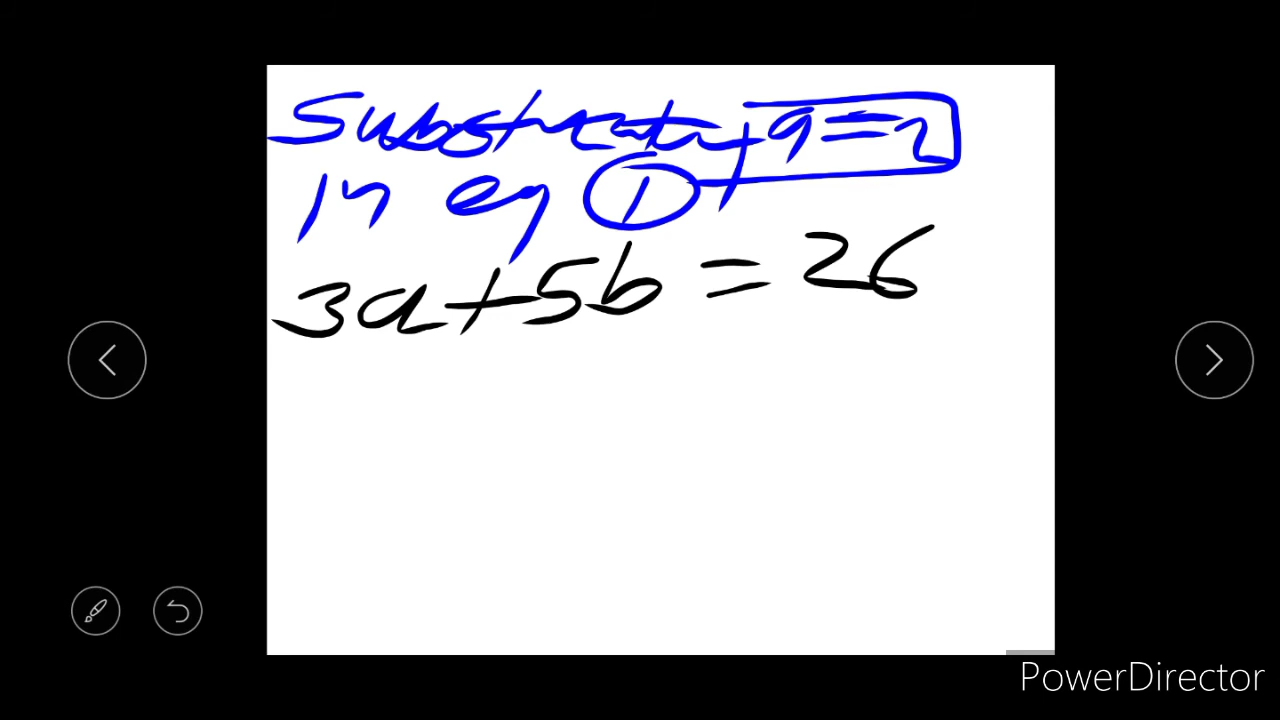 Substitute, a=2
in eq ①
3a+5b = 26
PowerDirector